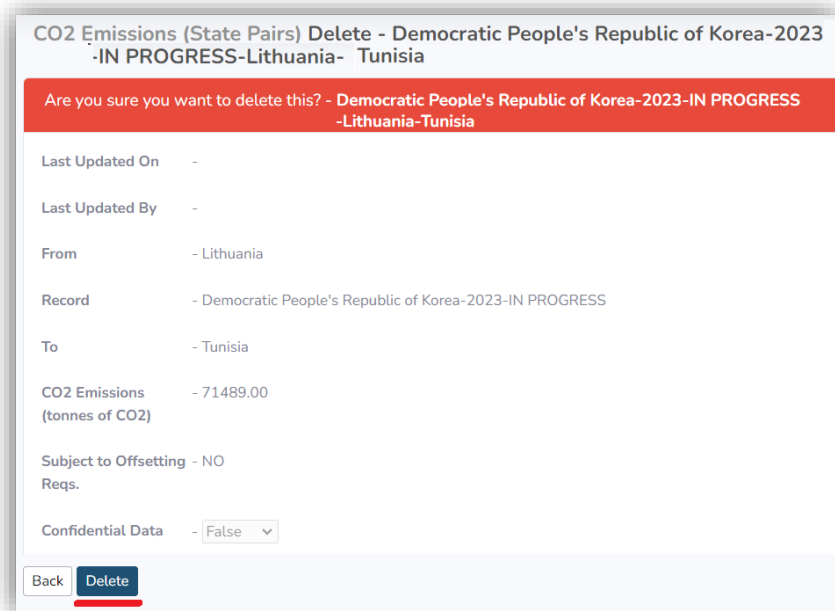 CO2 Emissions (State Pairs) Delete - Democratic People's Republic of Korea-2023
-IN PROGRESS-Lithuania- Tunisia
Are you sure you want to delete this? - Democratic People's Republic of Korea-2023-IN PROGRESS
-Lithuania-Tunisia
Last Updated On -
Last Updated By -
From - Lithuania
Record - Democratic People's Republic of Korea-2023-IN PROGRESS
To - Tunisia
CO2 Emissions - 71489.00
(tonnes of CO2)
Subject to Offsetting - NO
Reqs.
Confidential Data - False
Back Delete